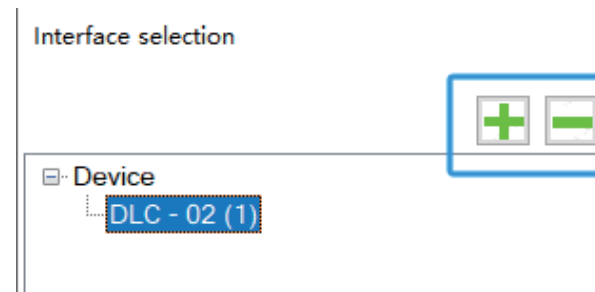 Interface selection
Device
DLC - 02 (1)